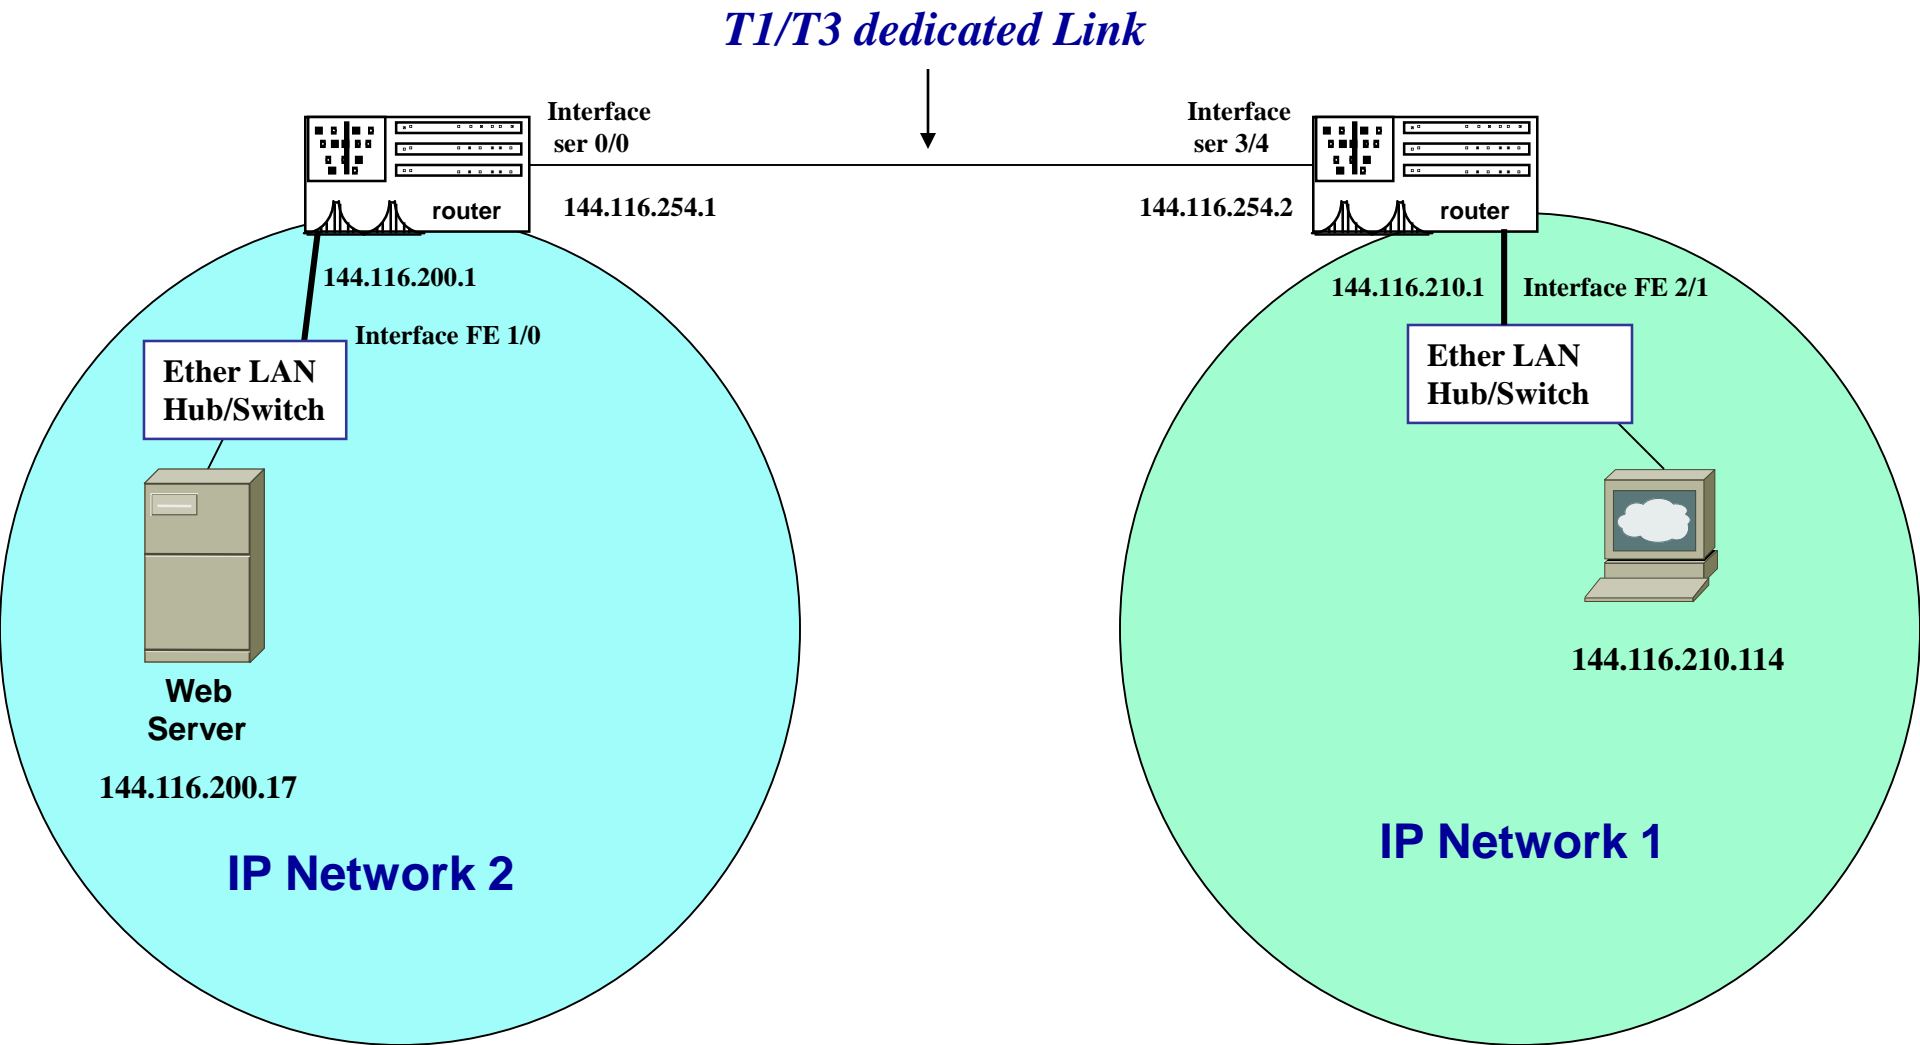 T1/T3 dedicated Link
Interface
ser 0/0
Interface
ser 3/4
router
144.116.254.1
144.116.254.2
router
144.116.200.1
Interface FE 1/0
144.116.210.1
Interface FE 2/1
Ether LAN
Hub/Switch
Ether LAN
Hub/Switch
Web
Server
144.116.200.17
144.116.210.114
IP Network 2
IP Network 1